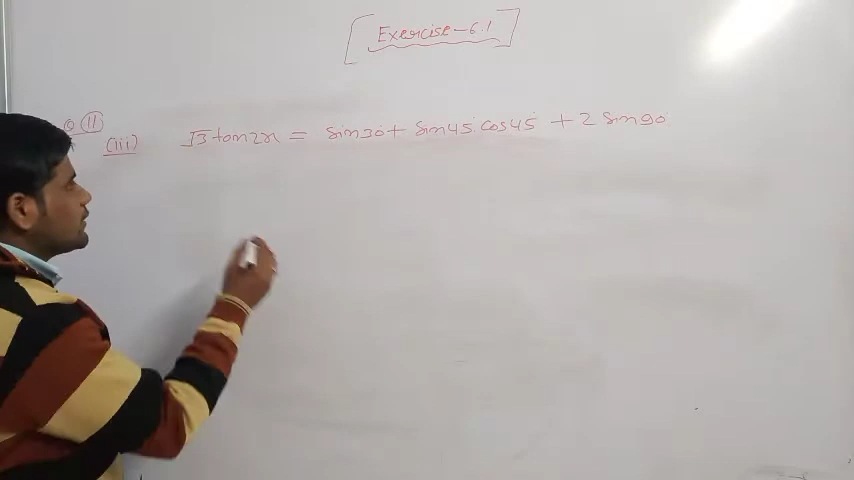 Exercise-6.1
Q (11)
(iii) √3 tan2x = sin30° + sin45° cos45° + 2 sin90°